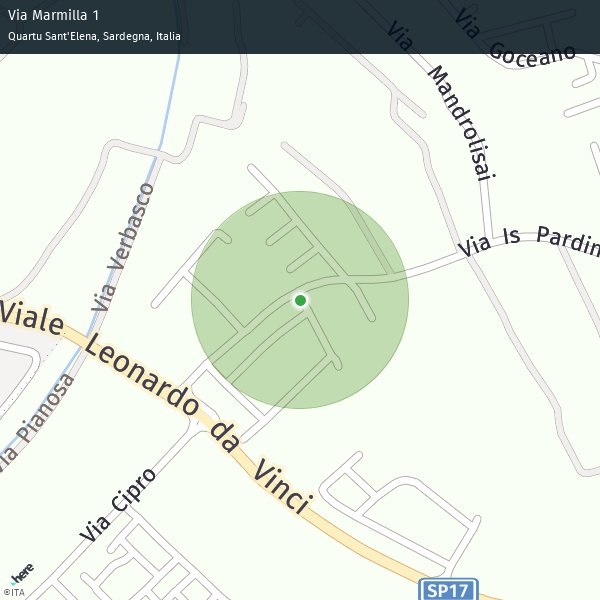 Via Marmilla 1
Quartu Sant'Elena, Sardegna, Italia
Via Goceano
Via Mandrolisai
Via Is Pardin
Via Verbasco
Viale Leonardo da Vinci
Via Pianosa
Via Cipro
SP17
here
©ITA